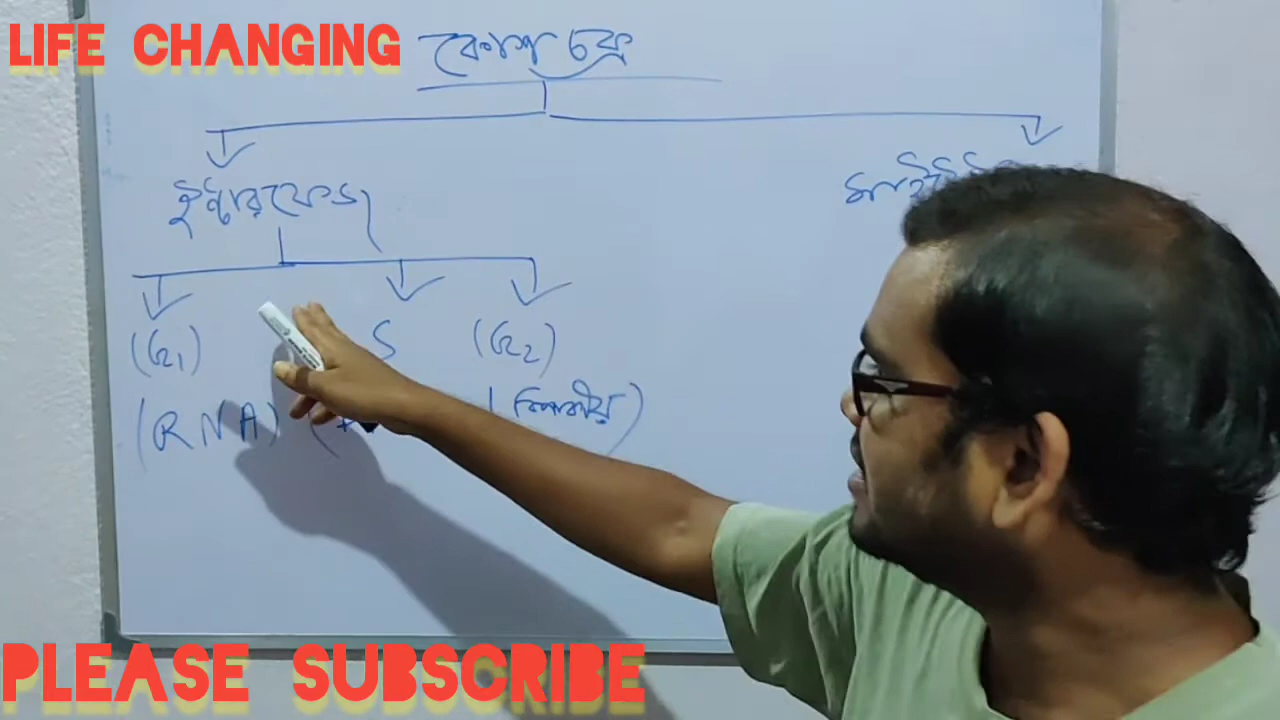 LIFE CHANGING
কোশ চক্র
ইন্টারফেজ
(G1) S (G2)
(RNA)
PLEASE SUBSCRIBE